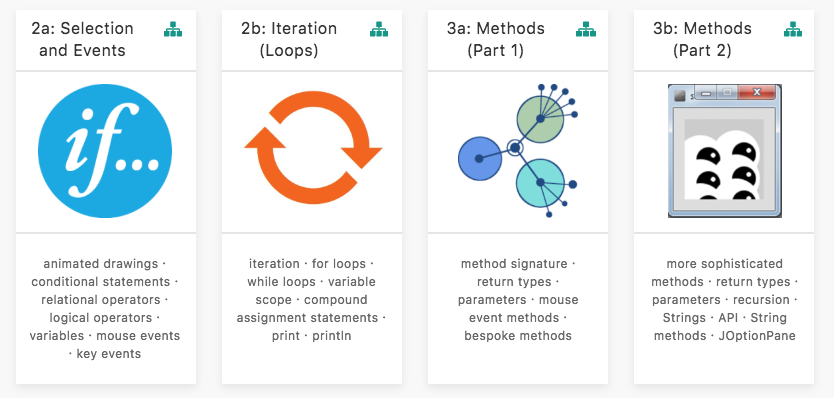 2a: Selection
and Events
if...
animated drawings ·
conditional statements ·
relational operators ·
logical operators ·
variables · mouse events
· key events
2b: Iteration
(Loops)
iteration · for loops ·
while loops · variable
scope · compound
assignment statements ·
print · println
3a: Methods
(Part 1)
method signature ·
return types ·
parameters · mouse
event methods ·
bespoke methods
3b: Methods
(Part 2)
more sophisticated
methods · return types ·
parameters · recursion ·
Strings · API · String
methods · JOptionPane